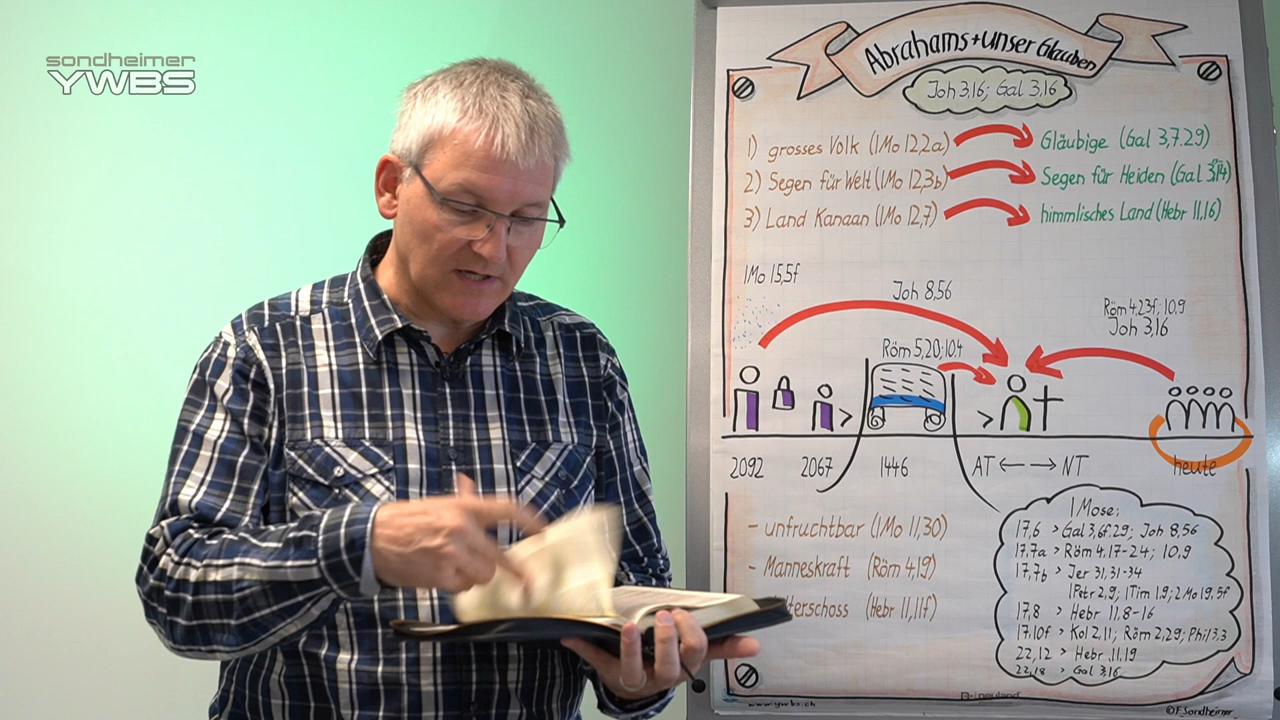 sondheimer
YWBS
Abrahams + unser Glauben
Joh 3,16; Gal 3,16
1) grosses Volk (1Mo 12,2a)
Gläubige (Gal 3,7.29)
2) Segen für Welt (1Mo 12,3b)
Segen für Heiden (Gal 3,14)
3) Land Kanaan (1Mo 12,7)
himmlisches Land (Hebr 11,16)
1Mo 15,5f
Joh 8,56
Röm 4,23f; 10,9
Joh 3,16
Röm 5,20; 10,4
2092
2067
1446
AT <--> NT
heute
- unfruchtbar (1Mo 11,30)
- Manneskraft (Röm 4,19)
(Hebr 11,11f)
1 Mose:
17,6 > Gal 3,6f.29; Joh 8,56
17,7a > Röm 4,17-24; 10,9
17,7b > Jer 31,31-34
1Petr 2,9; 1Tim 1,9; 2Mo 19,5f
17,8 > Hebr 11,8-16
17,10f > Kol 2,11; Röm 2,29; Phil 3,3
22,12 > Hebr 11,19
22,18 > Gal 3,16
neuland
www.ywbs.ch
© F. Sondheimer